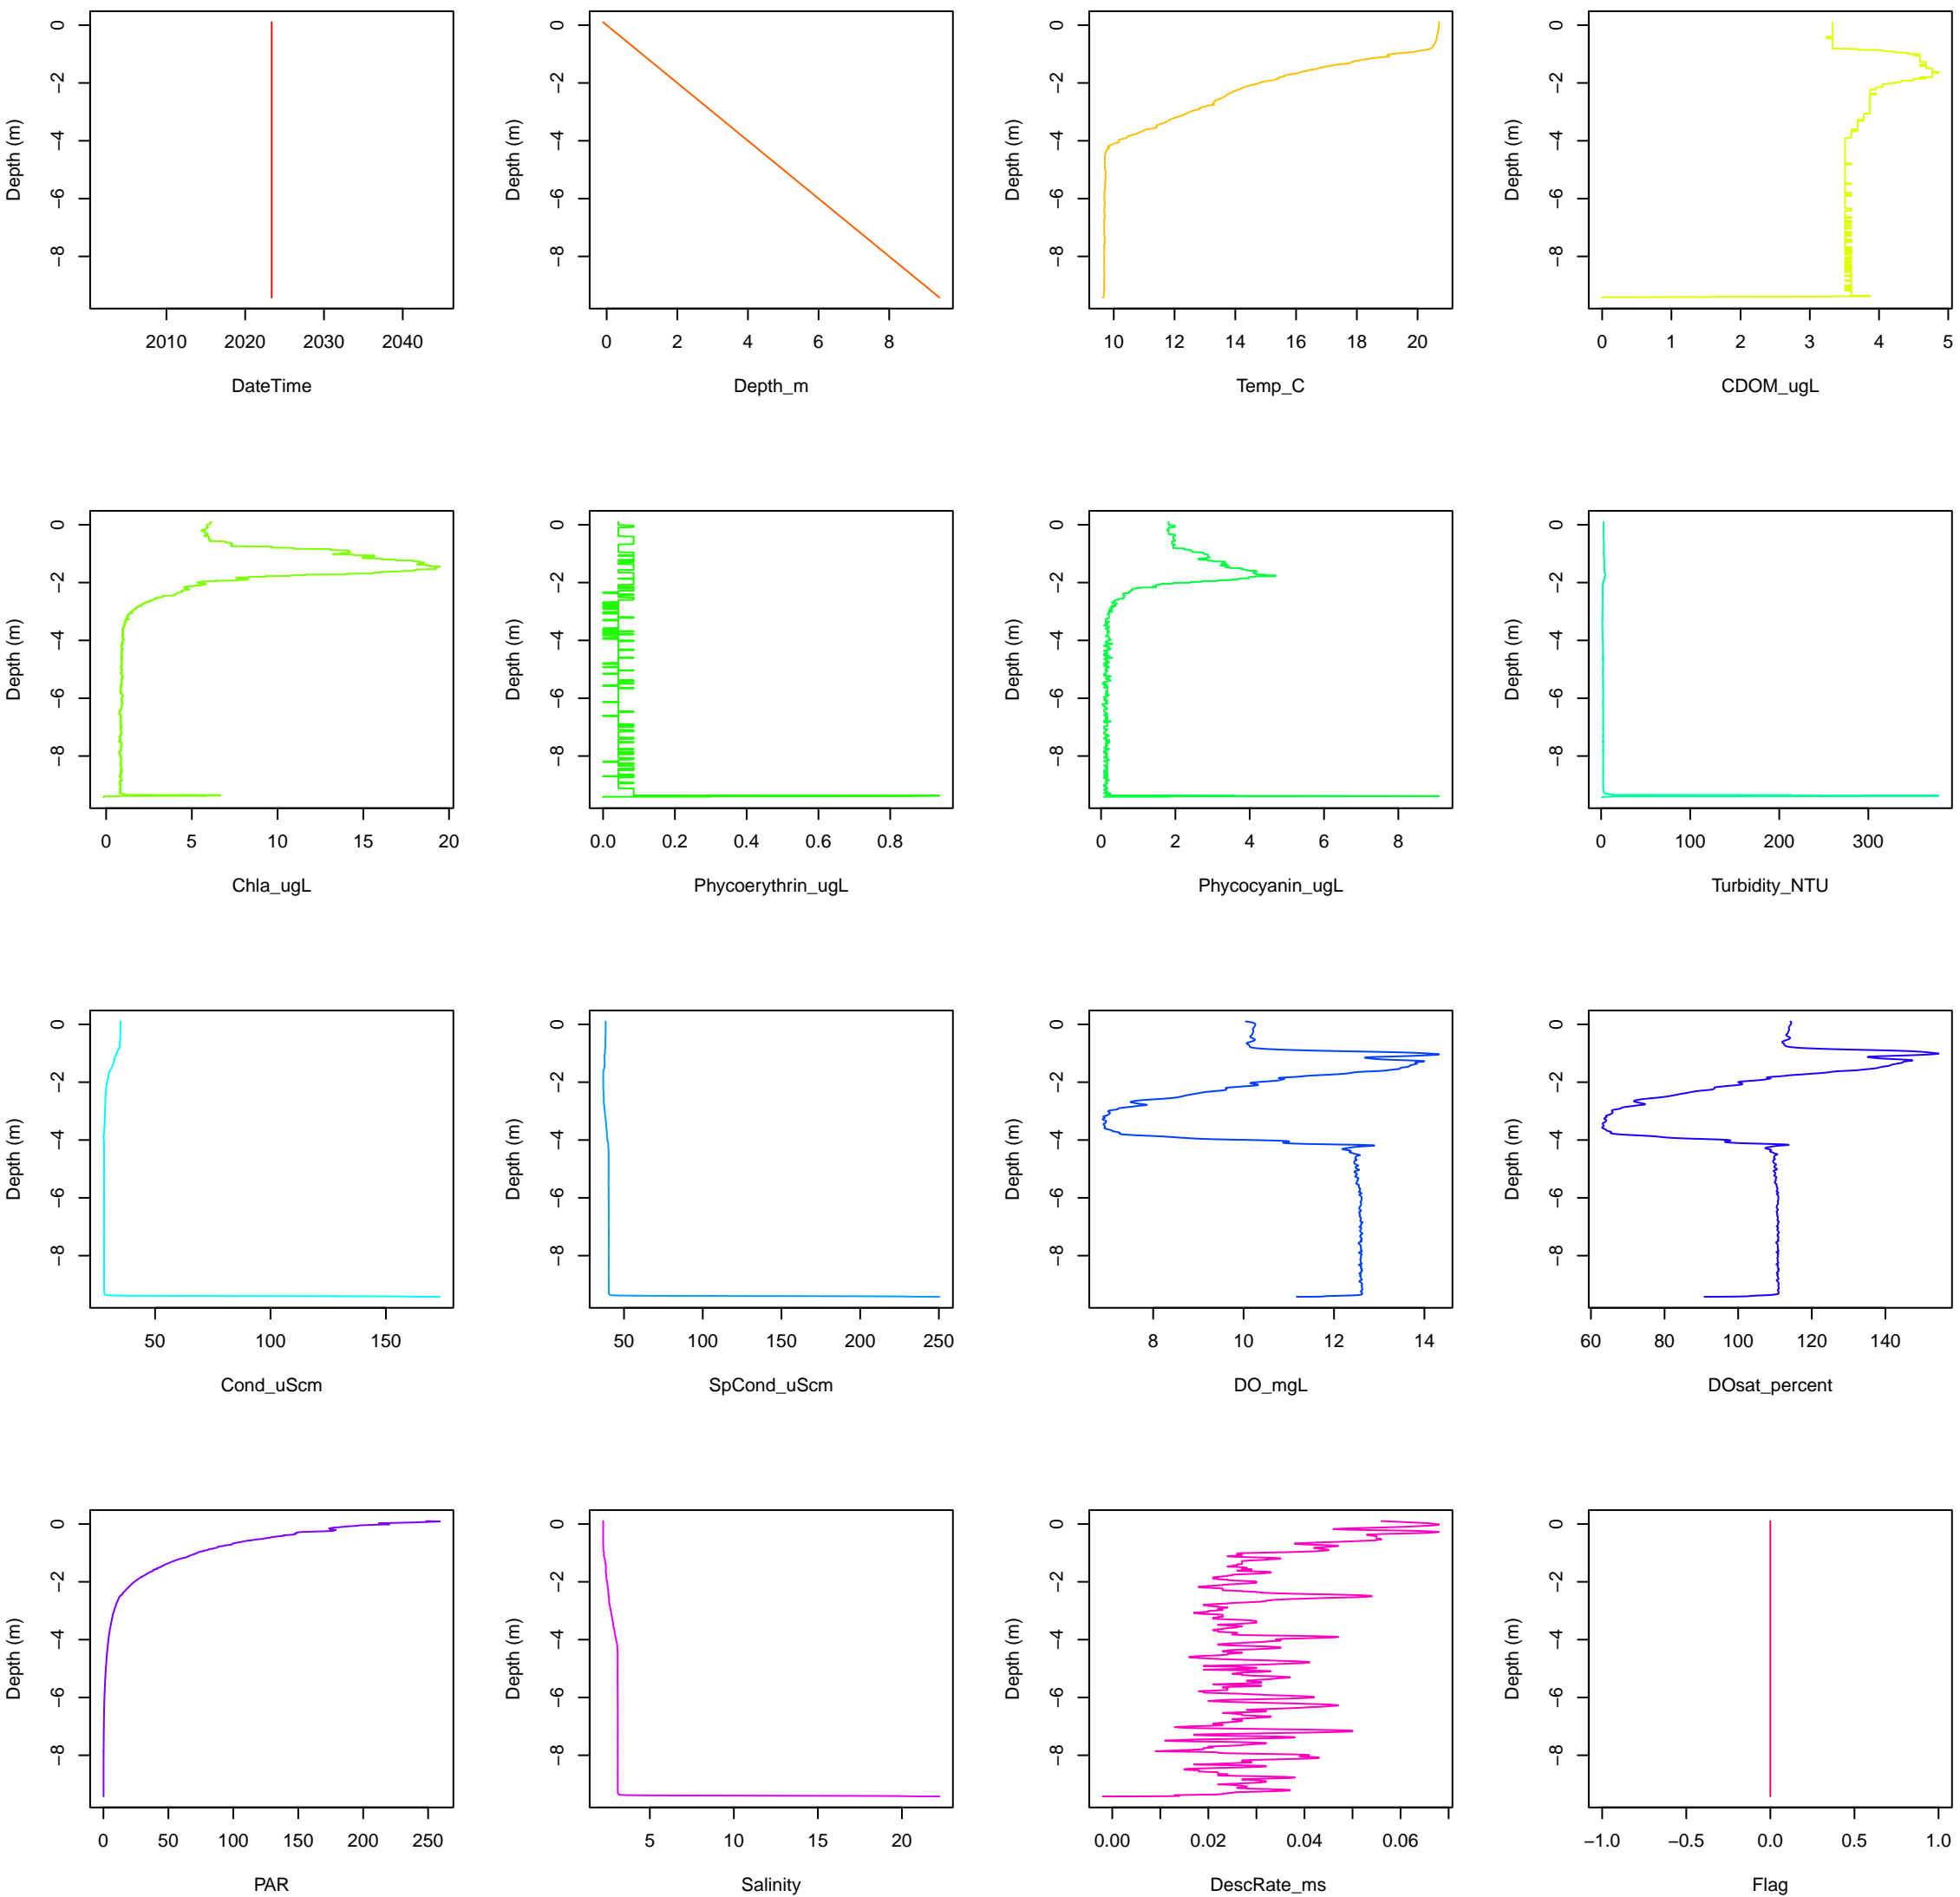 0 −2 −4 −6 −8
Depth (m)
2010 2020 2030 2040
DateTime
0 −2 −4 −6 −8
Depth (m)
0 2 4 6 8
Depth_m
0 −2 −4 −6 −8
Depth (m)
10 12 14 16 18 20
Temp_C
0 −2 −4 −6 −8
Depth (m)
0 1 2 3 4 5
CDOM_ugL
0 −2 −4 −6 −8
Depth (m)
0 5 10 15 20
Chla_ugL
0 −2 −4 −6 −8
Depth (m)
0.0 0.2 0.4 0.6 0.8
Phycoerythrin_ugL
0 −2 −4 −6 −8
Depth (m)
0 2 4 6 8
Phycocyanin_ugL
0 −2 −4 −6 −8
Depth (m)
0 100 200 300
Turbidity_NTU
0 −2 −4 −6 −8
Depth (m)
50 100 150
Cond_uScm
0 −2 −4 −6 −8
Depth (m)
50 100 150 200 250
SpCond_uScm
0 −2 −4 −6 −8
Depth (m)
8 10 12 14
DO_mgL
0 −2 −4 −6 −8
Depth (m)
60 80 100 120 140
DOsat_percent
0 −2 −4 −6 −8
Depth (m)
0 50 100 150 200 250
PAR
0 −2 −4 −6 −8
Depth (m)
5 10 15 20
Salinity
0 −2 −4 −6 −8
Depth (m)
0.00 0.02 0.04 0.06
DescRate_ms
0 −2 −4 −6 −8
Depth (m)
−1.0 −0.5 0.0 0.5 1.0
Flag